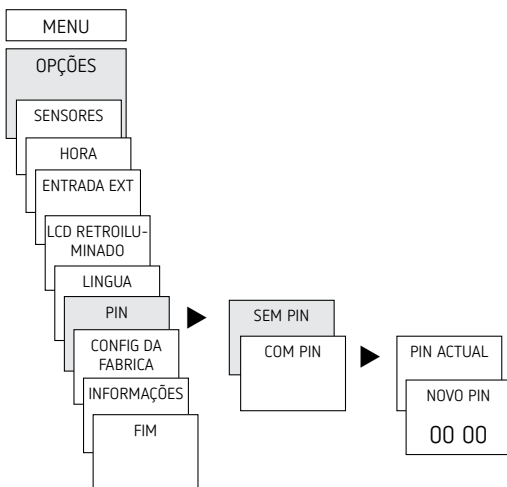 MENU
OPÇÕES
SENSORES
HORA
ENTRADA EXT
LCD RETROILU-
MINADO
LINGUA
PIN
CONFIG DA
FABRICA
INFORMAÇÕES
FIM
SEM PIN
COM PIN
PIN ACTUAL
NOVO PIN
00 00